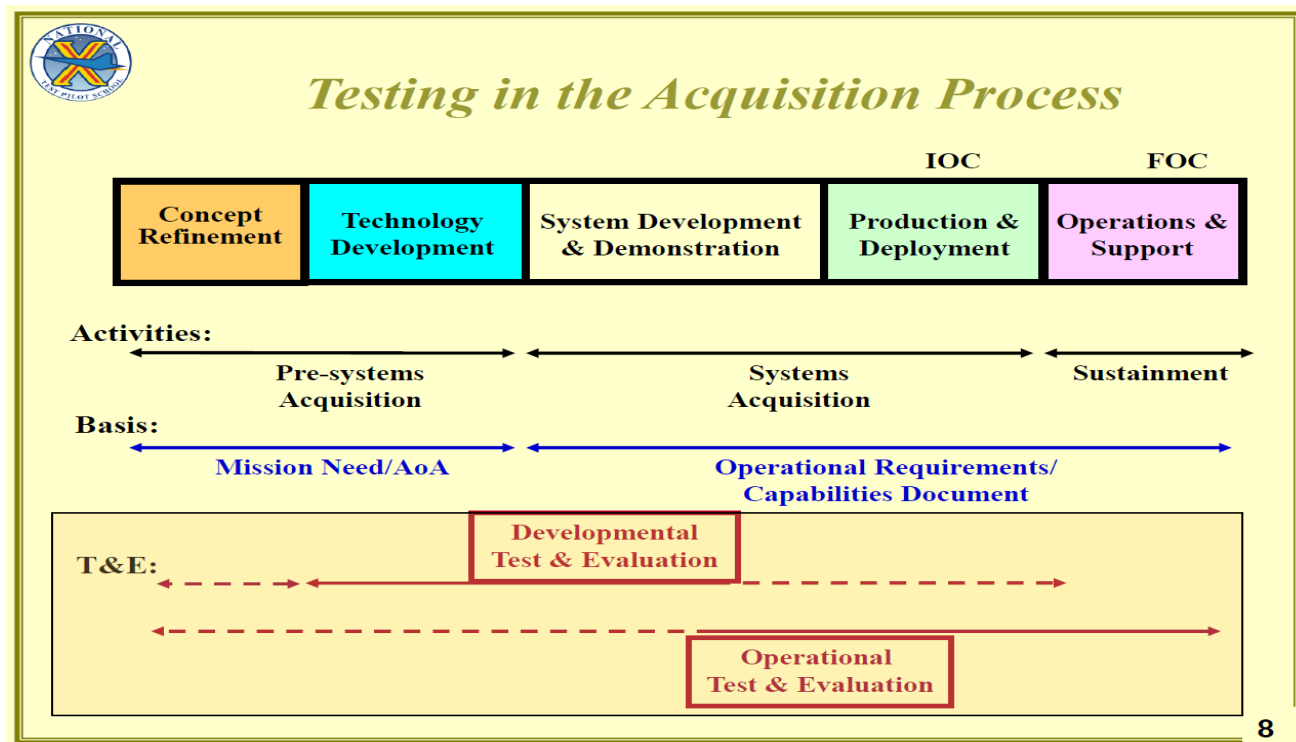 NATIONAL
X
TEST PILOT SCHOOL
Testing in the Acquisition Process
IOC
FOC
Concept
Refinement
Technology
Development
System Development
& Demonstration
Production &
Deployment
Operations &
Support
Activities:
Pre-systems
Acquisition
Systems
Acquisition
Sustainment
Basis:
Mission Need/AoA
Operational Requirements/
Capabilities Document
T&E:
Developmental
Test & Evaluation
Operational
Test & Evaluation
8